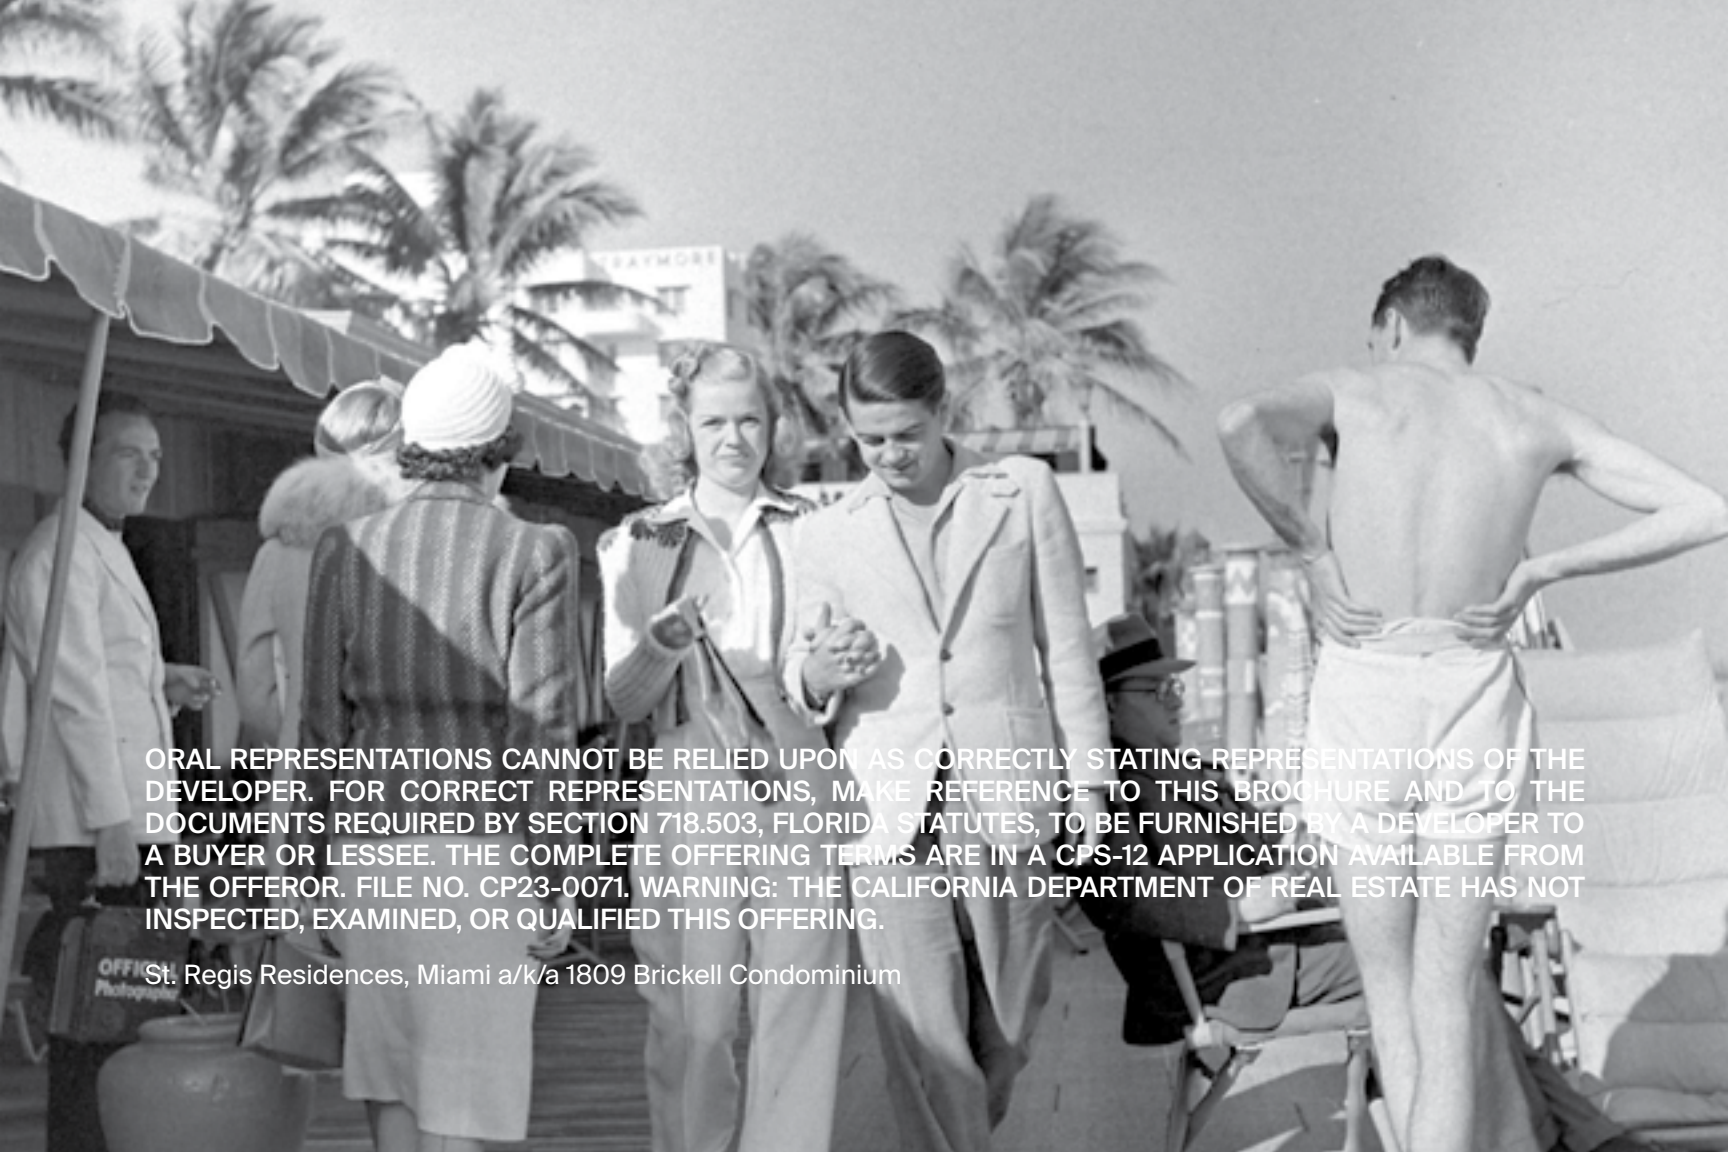 TRAYMORE
ORAL REPRESENTATIONS CANNOT BE RELIED UPON AS CORRECTLY STATING REPRESENTATIONS OF THE
DEVELOPER. FOR CORRECT REPRESENTATIONS, MAKE REFERENCE TO THIS BROCHURE AND TO THE
DOCUMENTS REQUIRED BY SECTION 718.503, FLORIDA STATUTES, TO BE FURNISHED BY A DEVELOPER TO
A BUYER OR LESSEE. THE COMPLETE OFFERING TERMS ARE IN A CPS-12 APPLICATION AVAILABLE FROM
THE OFFEROR. FILE NO. CP23-0071. WARNING: THE CALIFORNIA DEPARTMENT OF REAL ESTATE HAS NOT
INSPECTED, EXAMINED, OR QUALIFIED THIS OFFERING.
OFFICIAL
Photographer
St. Regis Residences, Miami a/k/a 1809 Brickell Condominium